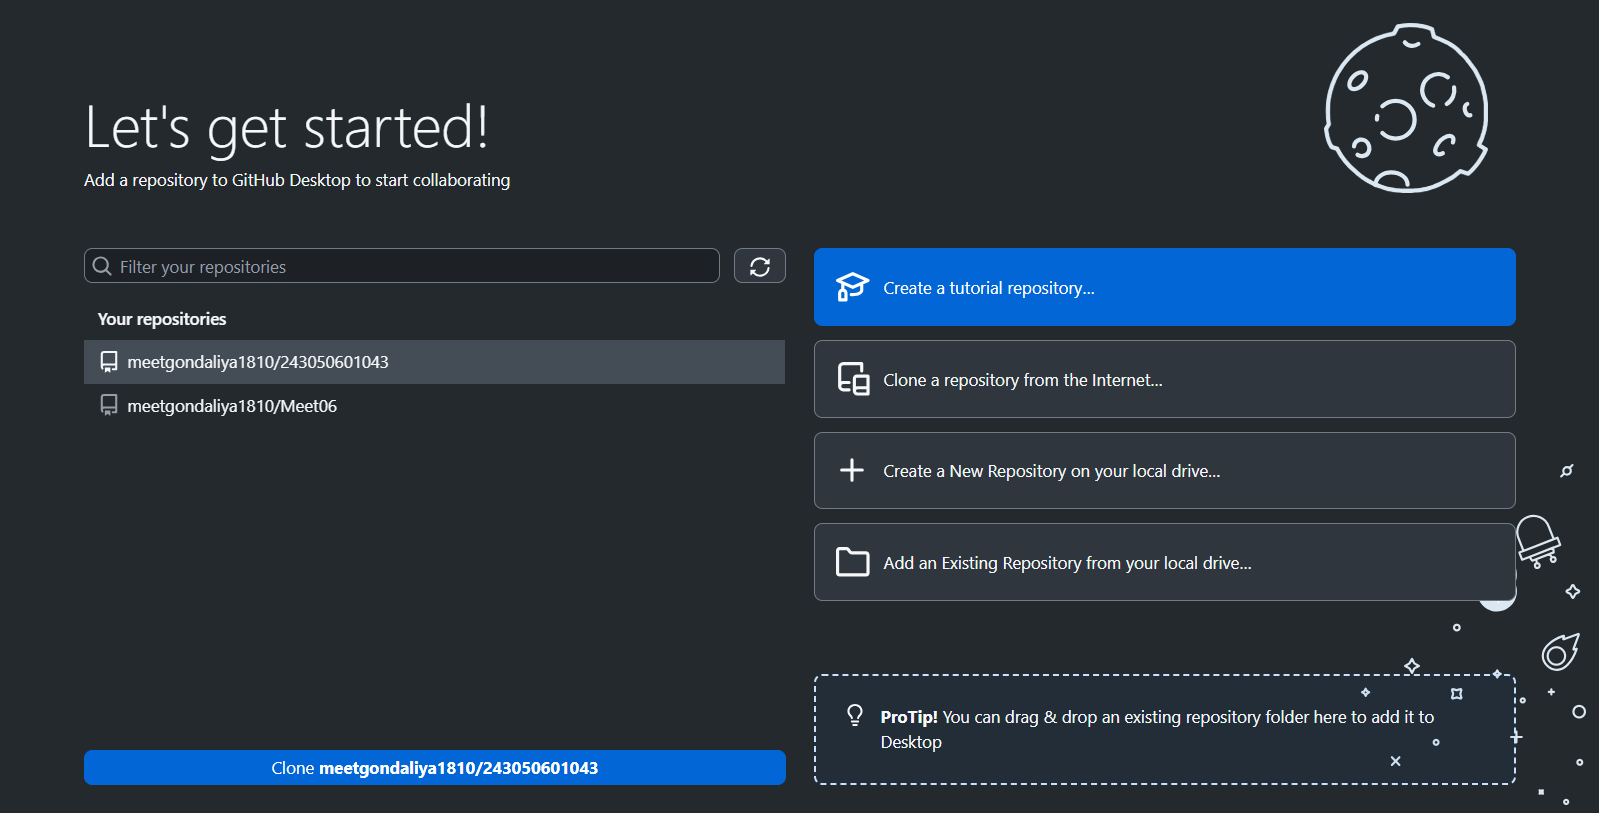 Let's get started!
Add a repository to GitHub Desktop to start collaborating
Filter your repositories
Your repositories
meetgondaliya1810/243050601043
meetgondaliya1810/Meet06
Clone meetgondaliya1810/243050601043
Create a tutorial repository...
Clone a repository from the Internet...
Create a New Repository on your local drive...
Add an Existing Repository from your local drive...
ProTip! You can drag & drop an existing repository folder here to add it to
Desktop